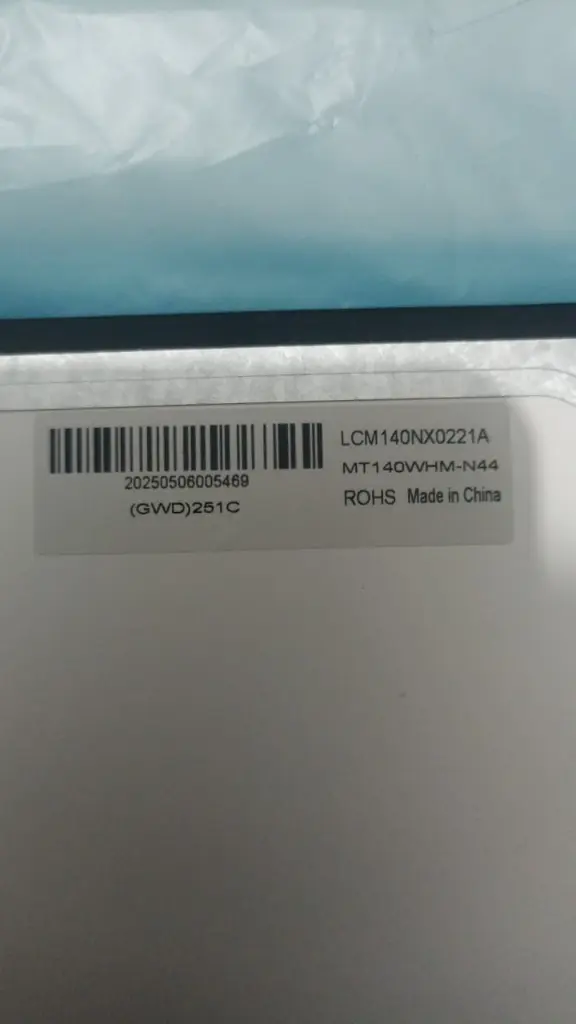 20250506005469
(GWD)251C
LCM140NX0221A
MT140WHM-N44
ROHS Made in China